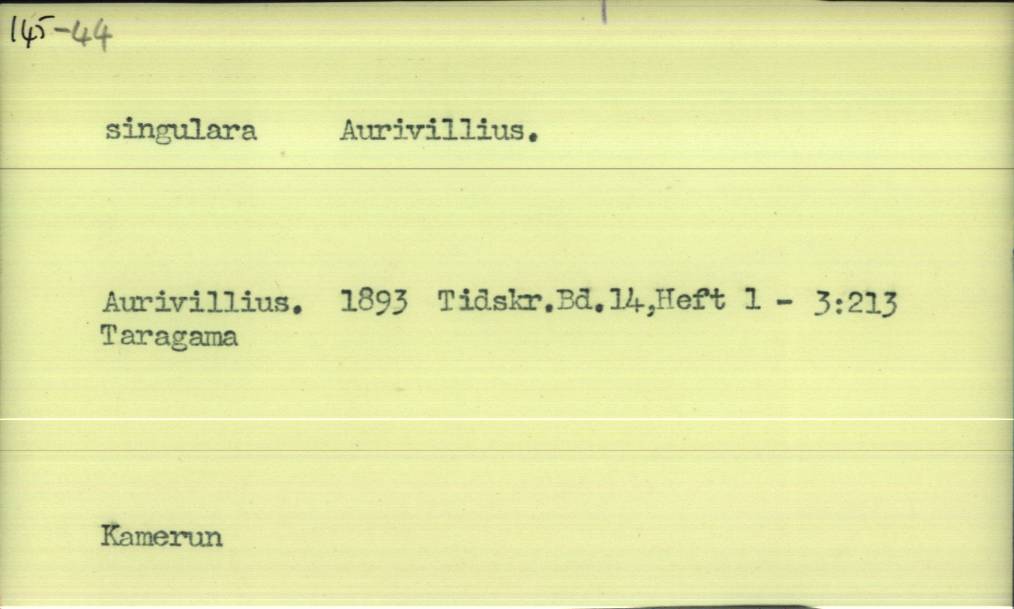 145-44
singulara Aurivillius.
Aurivillius. 1893 Tidskr.Bd.14,Heft 1 - 3:213
Taragama
Kamerun